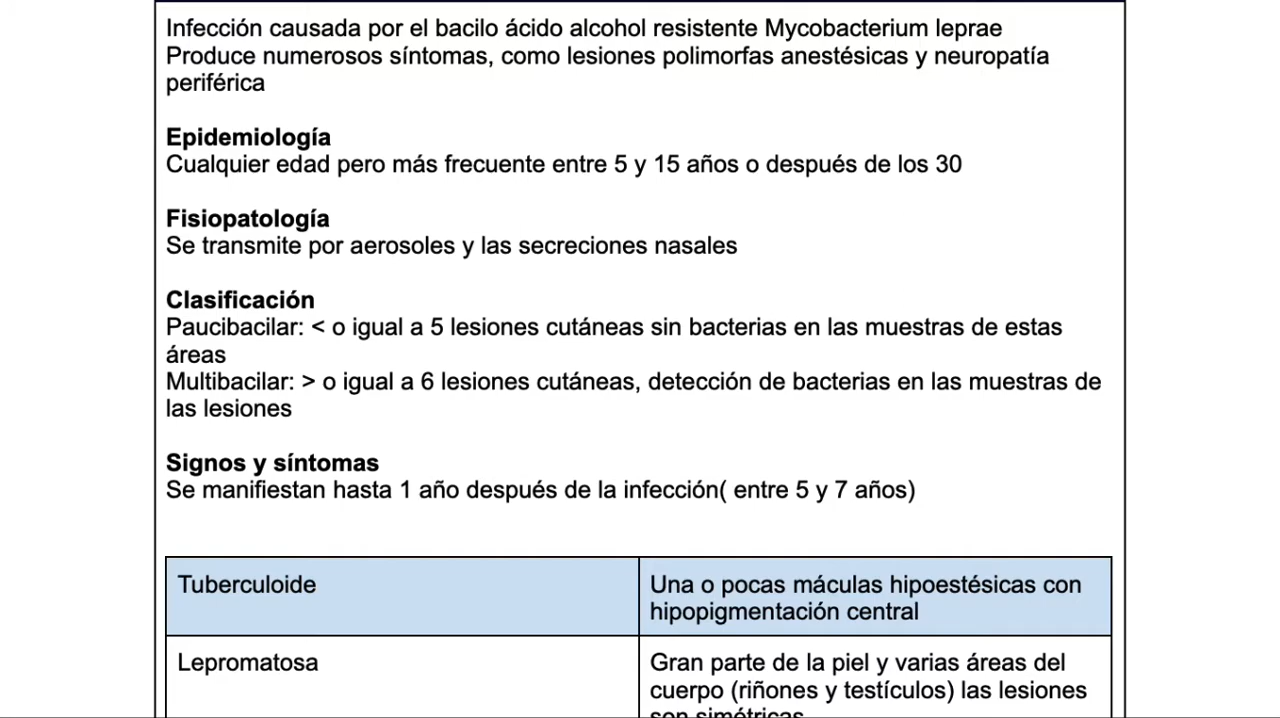 Infección causada por el bacilo ácido alcohol resistente Mycobacterium leprae
Produce numerosos síntomas, como lesiones polimorfas anestésicas y neuropatía
periférica
Epidemiología
Cualquier edad pero más frecuente entre 5 y 15 años o después de los 30
Fisiopatología
Se transmite por aerosoles y las secreciones nasales
Clasificación
Paucibacilar: < o igual a 5 lesiones cutáneas sin bacterias en las muestras de estas
áreas
Multibacilar: > o igual a 6 lesiones cutáneas, detección de bacterias en las muestras de
las lesiones
Signos y síntomas
Se manifiestan hasta 1 año después de la infección( entre 5 y 7 años)
Tuberculoide
Una o pocas máculas hipoestésicas con
hipopigmentación central
Lepromatosa
Gran parte de la piel y varias áreas del
cuerpo (riñones y testículos) las lesiones
son simétricas